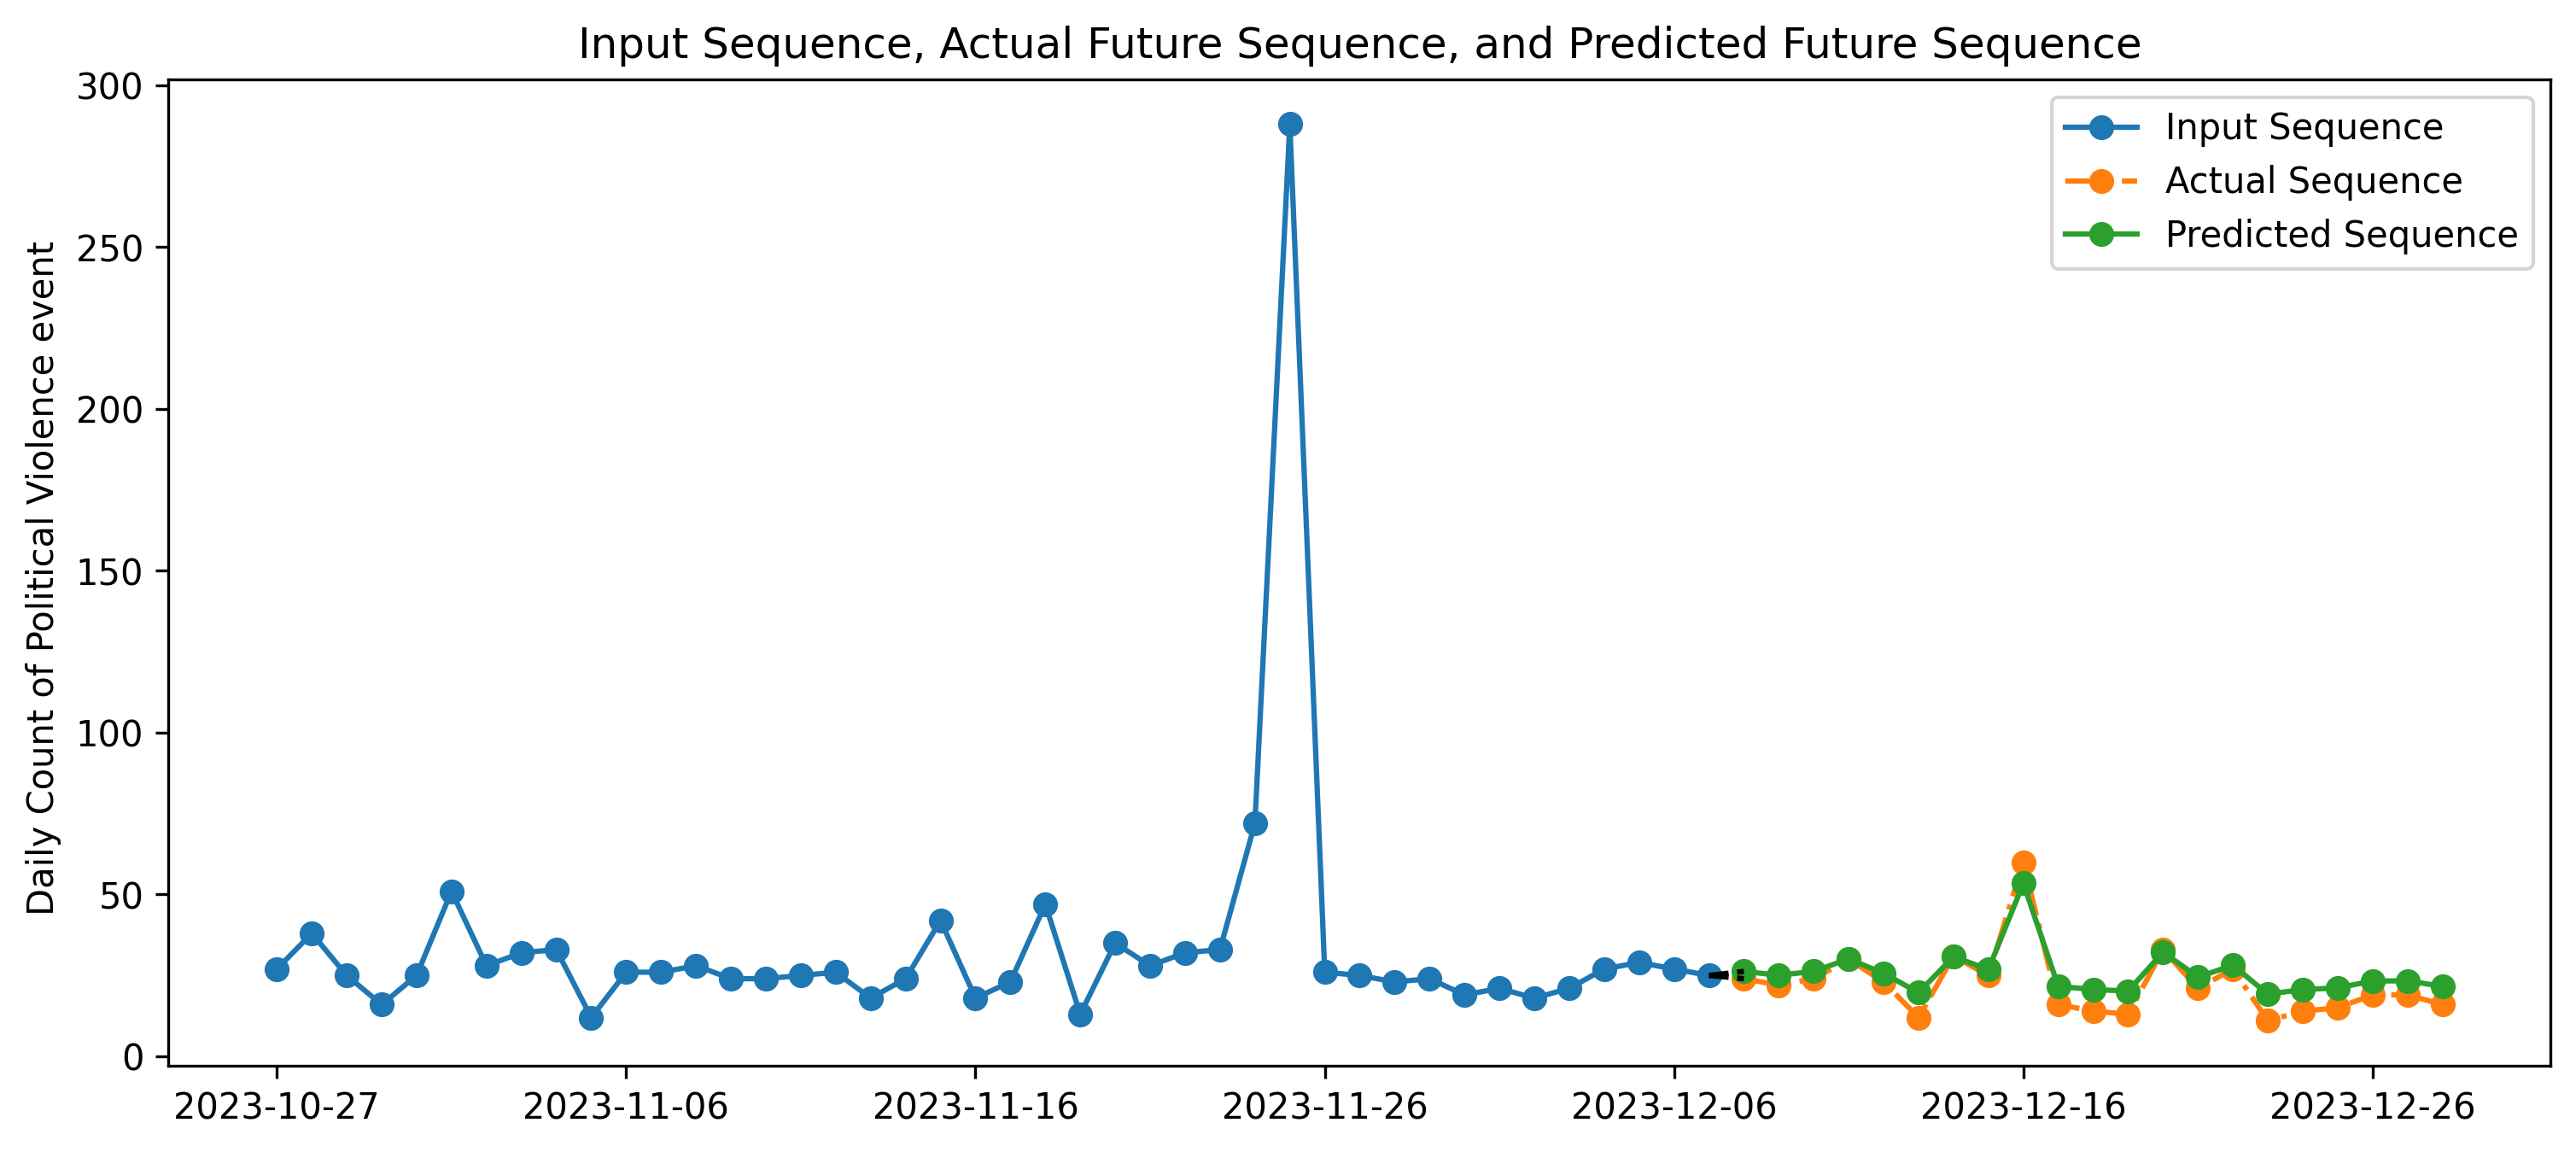 Input Sequence, Actual Future Sequence, and Predicted Future Sequence
Daily Count of Political Violence event
300
250
200
150
100
50
0
Input Sequence
Actual Sequence
Predicted Sequence
2023-10-27
2023-11-06
2023-11-16
2023-11-26
2023-12-06
2023-12-16
2023-12-26